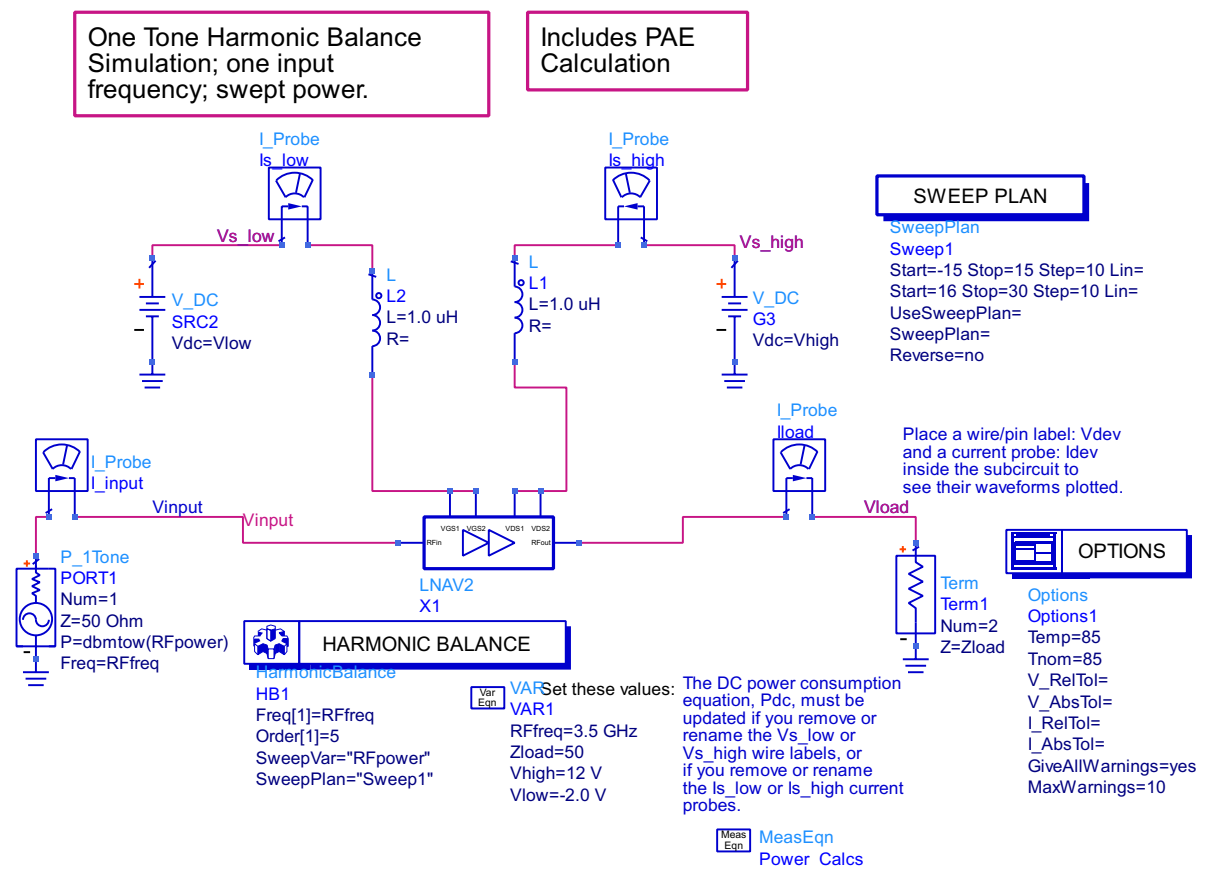 One Tone Harmonic Balance
Simulation; one input
frequency; swept power.
Includes PAE
Calculation
I_Probe
Is_low
I_Probe
Is_high
SWEEP PLAN
SweepPlan
Sweep1
Start=-15 Stop=15 Step=10 Lin=
Start=16 Stop=30 Step=10 Lin=
UseSweepPlan=
SweepPlan=
Reverse=no
Vs_low
Vs_high
+
V_DC
SRC2
Vdc=Vlow
L
L2
L=1.0 uH
R=
L
L1
L=1.0 uH
R=
+
V_DC
G3
Vdc=Vhigh
I_Probe
I_input
Vinput
Vinput
I_Probe
Iload
Vload
Place a wire/pin label: Vdev
and a current probe: Idev
inside the subcircuit to
see their waveforms plotted.
VGS1 VGS2 VDS1 VDS2
RFin RFout
LNAV2
X1
+
P_1Tone
PORT1
Num=1
Z=50 Ohm
P=dbmtow(RFpower)
Freq=RFfreq
+
Term
Term1
Num=2
Z=Zload
OPTIONS
Options
Options1
Temp=85
Tnom=85
V_RelTol=
V_AbsTol=
I_RelTol=
I_AbsTol=
GiveAllWarnings=yes
MaxWarnings=10
HARMONIC BALANCE
HarmonicBalance
HB1
Freq[1]=RFfreq
Order[1]=5
SweepVar="RFpower"
SweepPlan="Sweep1"
Var
Eqn
VAR
Set these values:
VAR1
RFfreq=3.5 GHz
Zload=50
Vhigh=12 V
Vlow=-2.0 V
The DC power consumption
equation, Pdc, must be
updated if you remove or
rename the Vs_low or
Vs_high wire labels, or
if you remove or rename
the Is_low or Is_high current
probes.
Meas
Eqn
MeasEqn
Power_Calcs